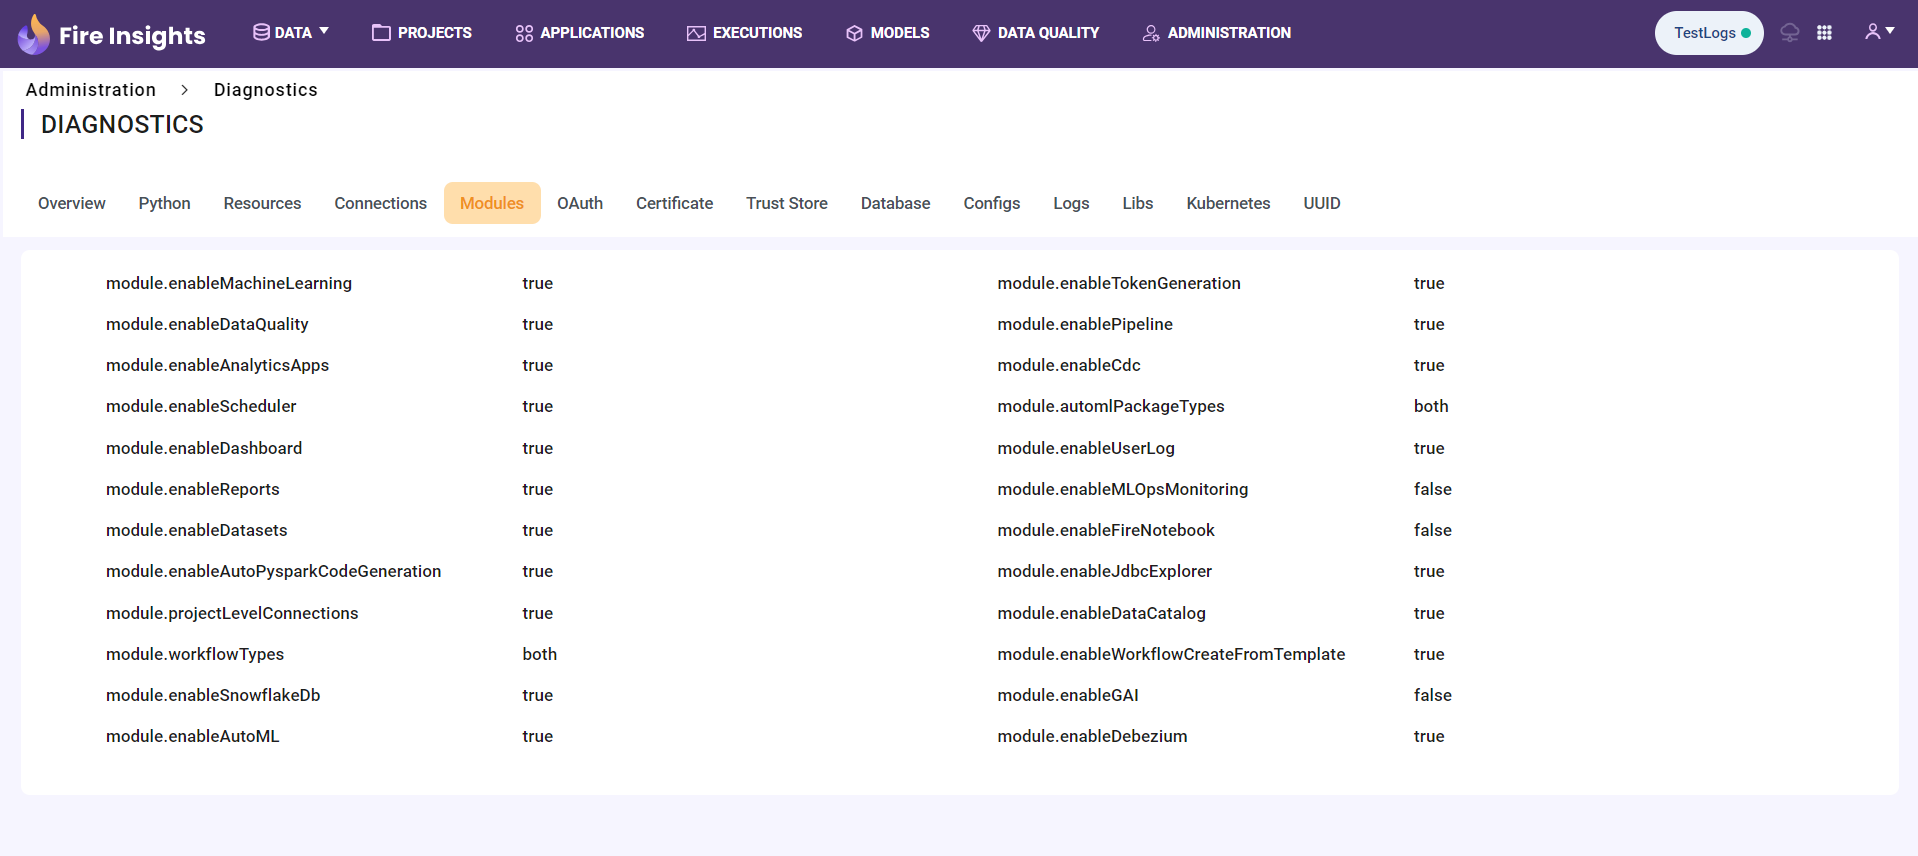 Fire Insights DATA PROJECTS APPLICATIONS EXECUTIONS MODELS DATA QUALITY ADMINISTRATION TestLogs
Administration > Diagnostics
DIAGNOSTICS
Overview Python Resources Connections Modules OAuth Certificate Trust Store Database Configs Logs Libs Kubernetes UUID
module.enableMachineLearning true module.enableTokenGeneration true
module.enableDataQuality true module.enablePipeline true
module.enableAnalyticsApps true module.enableCdc true
module.enableScheduler true module.automlPackageTypes both
module.enableDashboard true module.enableUserLog true
module.enableReports true module.enableMLOpsMonitoring false
module.enableDatasets true module.enableFireNotebook false
module.enableAutoPysparkCodeGeneration true module.enableJdbcExplorer true
module.projectLevelConnections true module.enableDataCatalog true
module.workflowTypes both module.enableWorkflowCreateFromTemplate true
module.enableSnowflakeDb true module.enableGAI false
module.enableAutoML true module.enableDebezium true